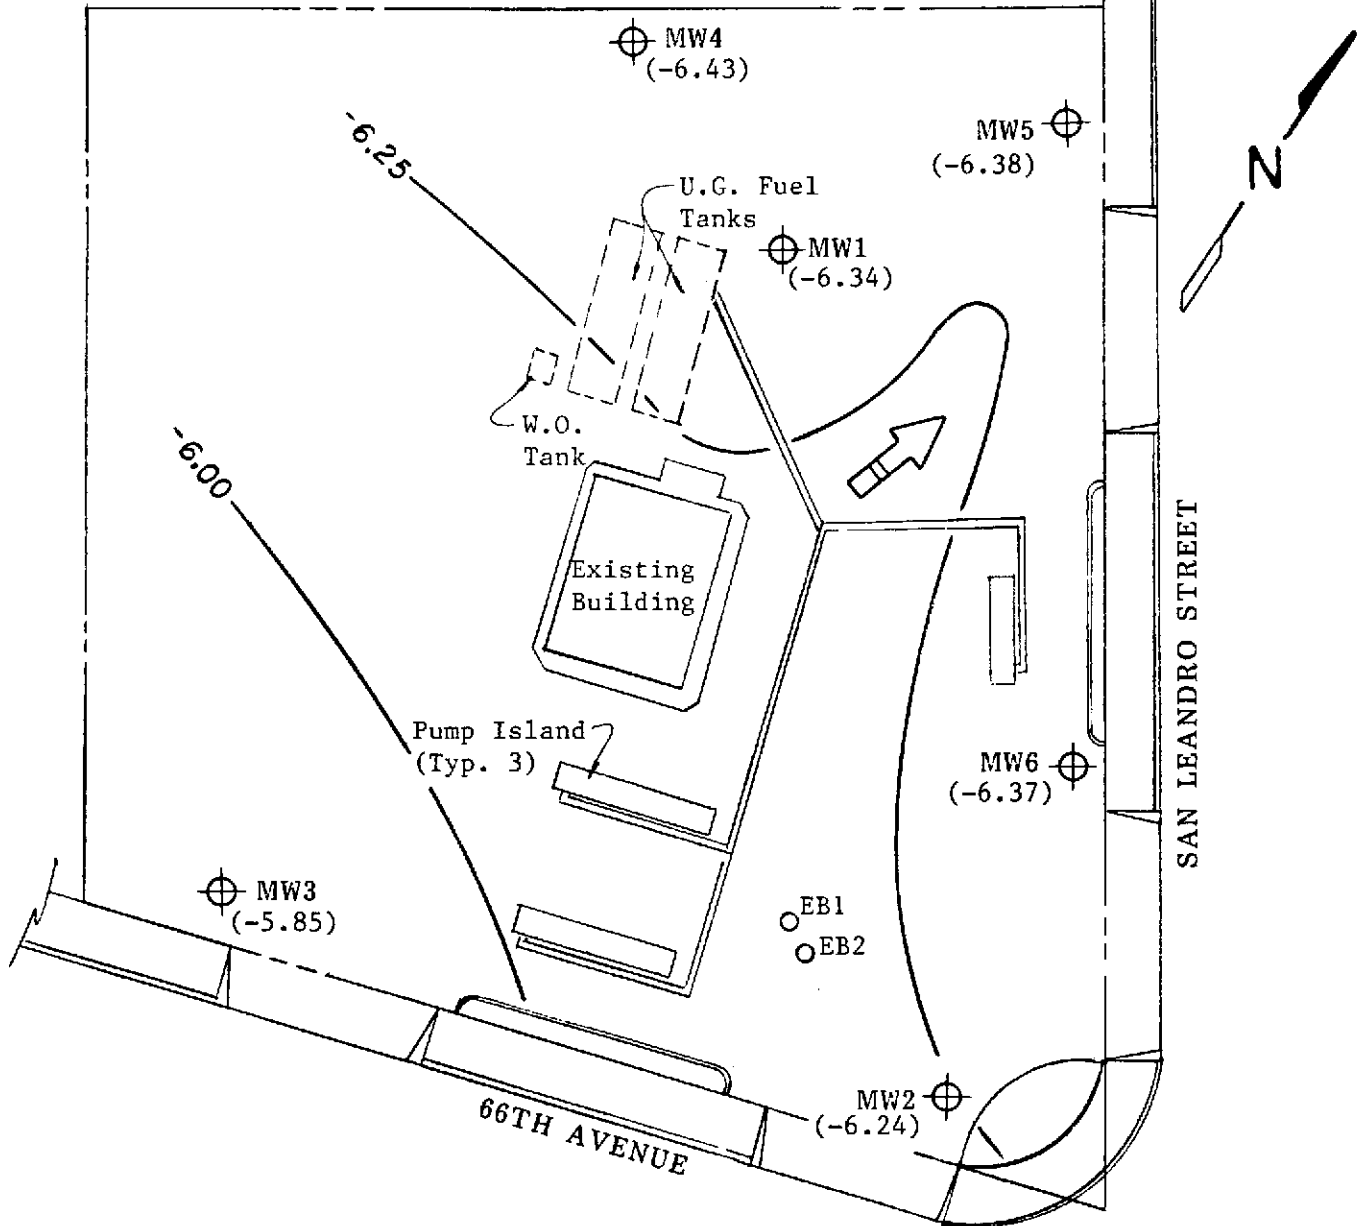 MW4
(-6.43)
MW5
(-6.38)
N
-6.25
U.G. Fuel
Tanks
MW1
(-6.34)
W.O.
Tank
-6.00
Existing
Building
Pump Island
(Typ. 3)
MW6
(-6.37)
SAN LEANDRO STREET
MW3
(-5.85)
EB1
EB2
MW2
(-6.24)
66TH AVENUE